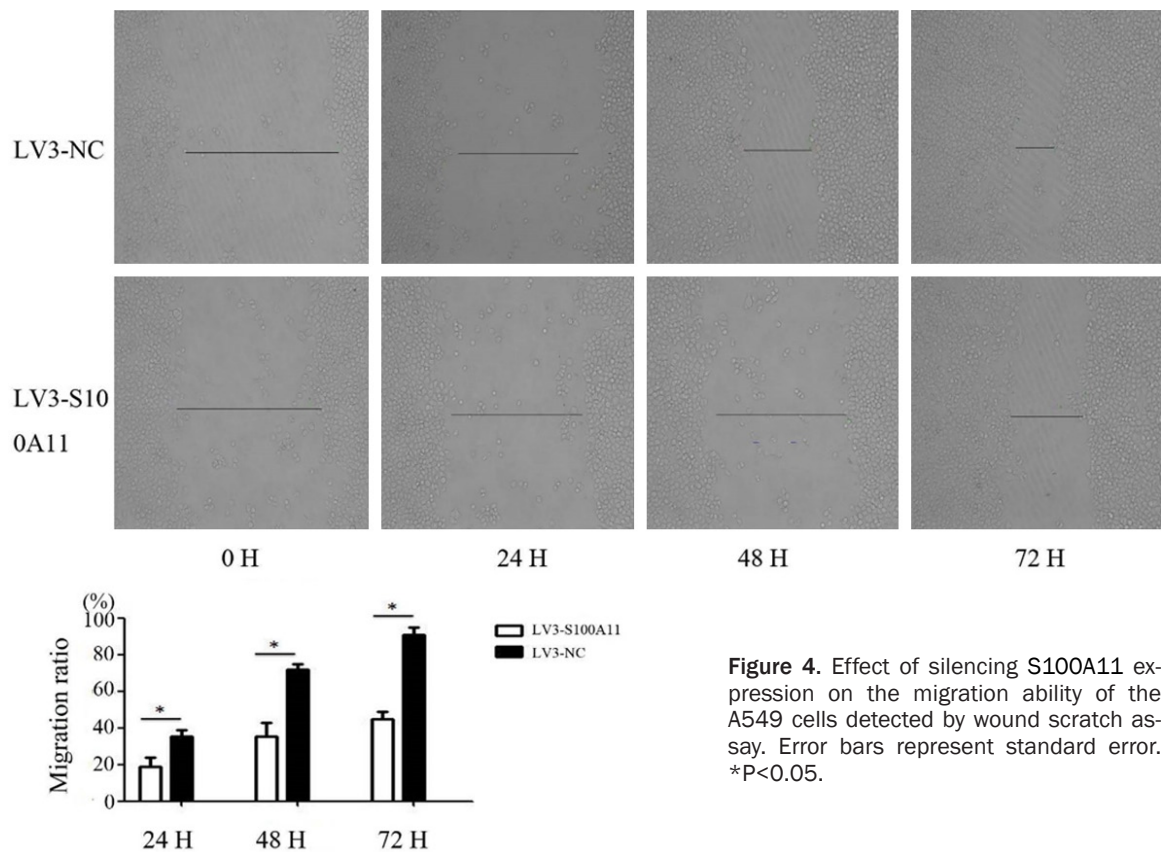 LV3-NC
LV3-S10
0A11
0 H
24 H
48 H
72 H
(%)
100
80
60
40
20
0
Migration ratio
*
*
*
24 H
48 H
72 H
LV3-S100A11
LV3-NC
Figure 4. Effect of silencing S100A11 ex-
pression on the migration ability of the
A549 cells detected by wound scratch as-
say. Error bars represent standard error.
*P<0.05.